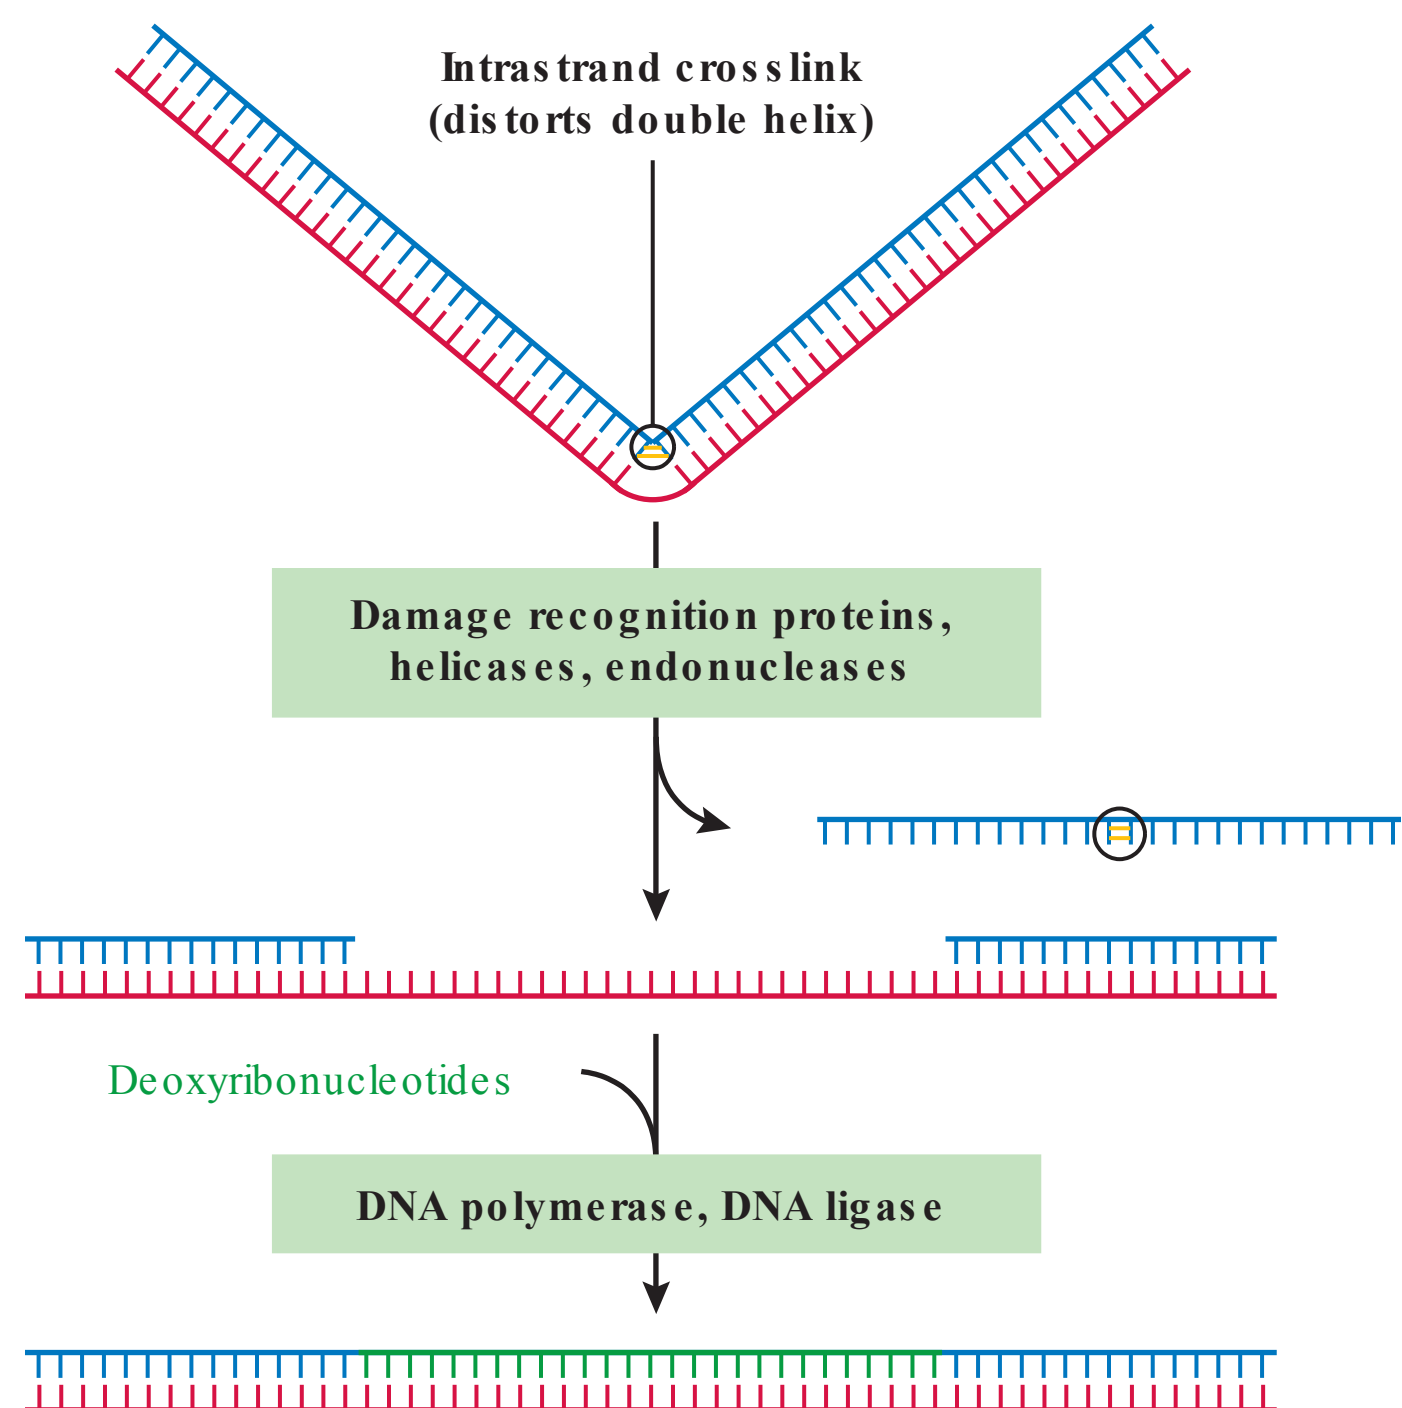 Intrastrand crosslink
(distorts double helix)
Damage recognition proteins,
helicases, endonucleases
Deoxyribonucleotides
DNA polymerase, DNA ligase